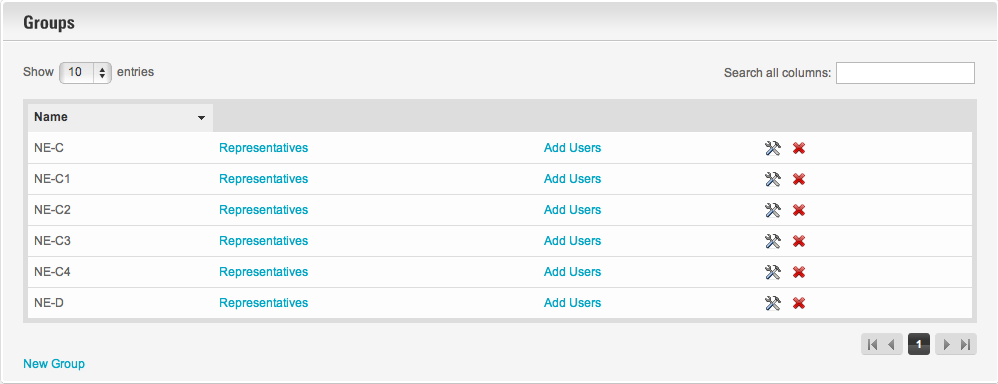 Groups
Show 10 entries Search all columns:
Name
NE-C Representatives Add Users
NE-C1 Representatives Add Users
NE-C2 Representatives Add Users
NE-C3 Representatives Add Users
NE-C4 Representatives Add Users
NE-D Representatives Add Users
1
New Group